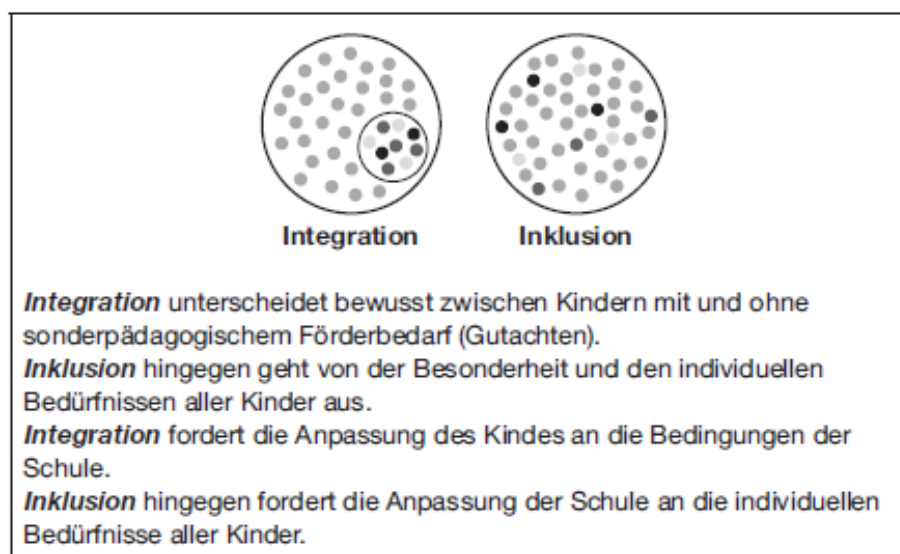 Integration Inklusion
Integration unterscheidet bewusst zwischen Kindern mit und ohne
sonderpädagogischem Förderbedarf (Gutachten).
Inklusion hingegen geht von der Besonderheit und den individuellen
Bedürfnissen aller Kinder aus.
Integration fordert die Anpassung des Kindes an die Bedingungen der
Schule.
Inklusion hingegen fordert die Anpassung der Schule an die individuellen
Bedürfnisse aller Kinder.